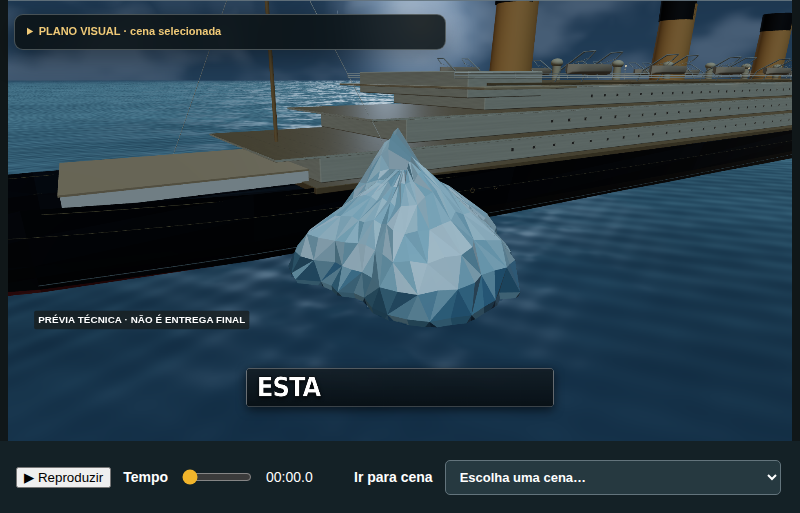 ▶ PLANO VISUAL · cena selecionada
PRÉVIA TÉCNICA · NÃO É ENTREGA FINAL
ESTA
▶ Reproduzir Tempo 00:00.0 Ir para cena Escolha uma cena…